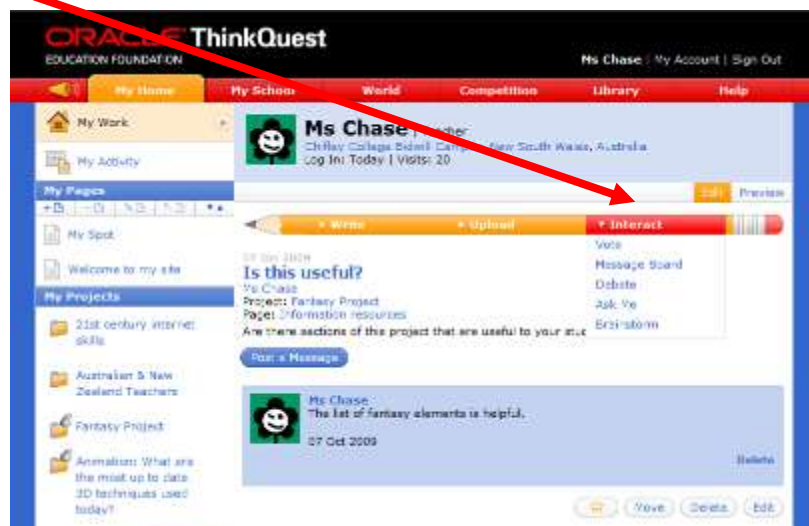 ORACLE ThinkQuest
EDUCATION FOUNDATION
Ms Chase | My Account | Sign Out
My Home
My School
World
Competition
Library
Help
My Work
My Activity
My Pages
My Spot
Welcome to my site
My Projects
21st century internet
skills
Australian & New
Zealand Teachers
Fantasy Project
Animation: What are
the most up to date
3D techniques used
today?
Ms Chase |
Chifley College Bidwill Campus, New South Wales, Australia
Log In: Today | Visits: 20
Edit
Preview
Write
Upload
Interact
Vote
Message Board
Debate
Ask Me
Brainstorm
2009
Is this useful?
Ms Chase
Project: Fantasy Project
Page: Information resources
Are there sections of this project that are useful to your
Post a Message
Ms Chase
The list of fantasy elements is helpful.
07 Oct 2009
Delete
Move
Delete
Edit